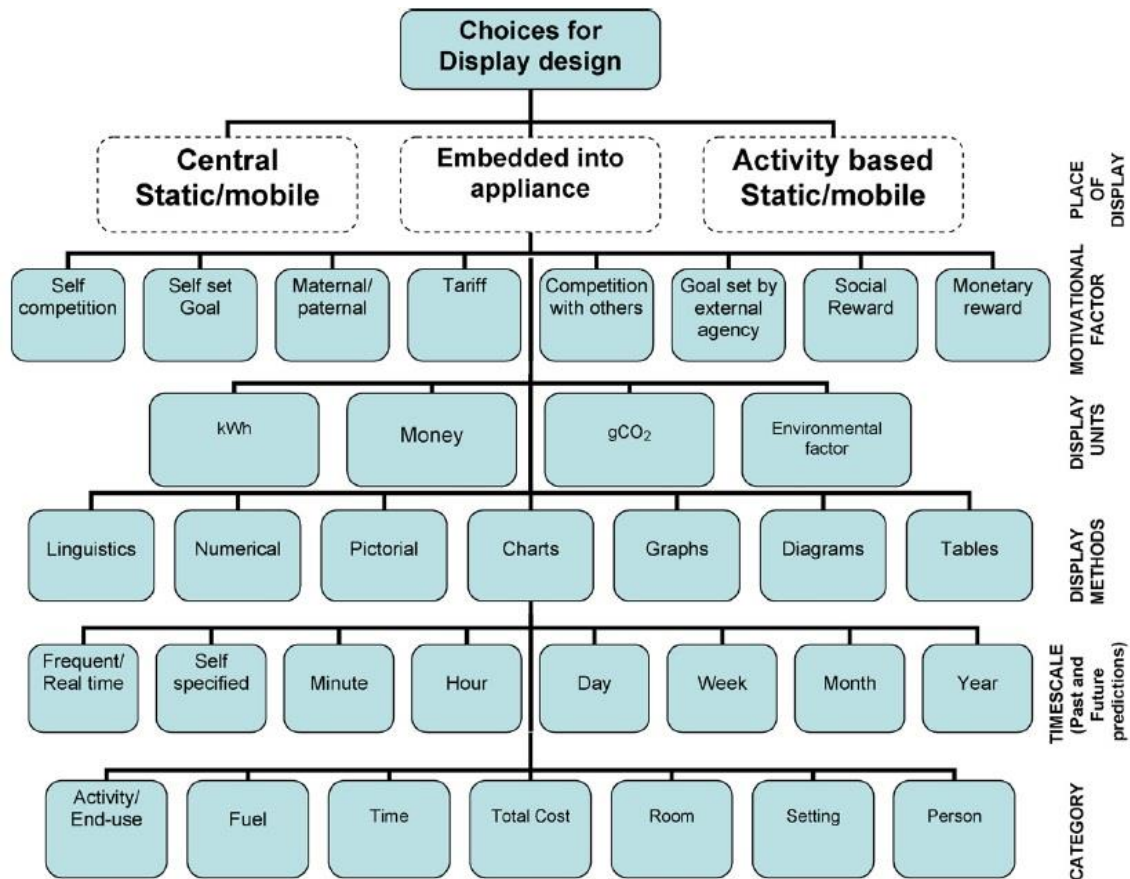 Choices for
Display design
Central
Static/mobile
Embedded into
appliance
Activity based
Static/mobile
PLACE
OF
DISPLAY
Self
competition
Self set
Goal
Maternal/
paternal
Tariff
Competition
with others
Goal set by
external
agency
Social
Reward
Monetary
reward
MOTIVATIONAL
FACTOR
kWh
Money
gCO₂
Environmental
factor
DISPLAY
UNITS
Linguistics
Numerical
Pictorial
Charts
Graphs
Diagrams
Tables
DISPLAY
METHODS
Frequent/
Real time
Self
specified
Minute
Hour
Day
Week
Month
Year
TIMESCALE
(Past and
Future
predictions)
Activity/
End-use
Fuel
Time
Total Cost
Room
Setting
Person
CATEGORY